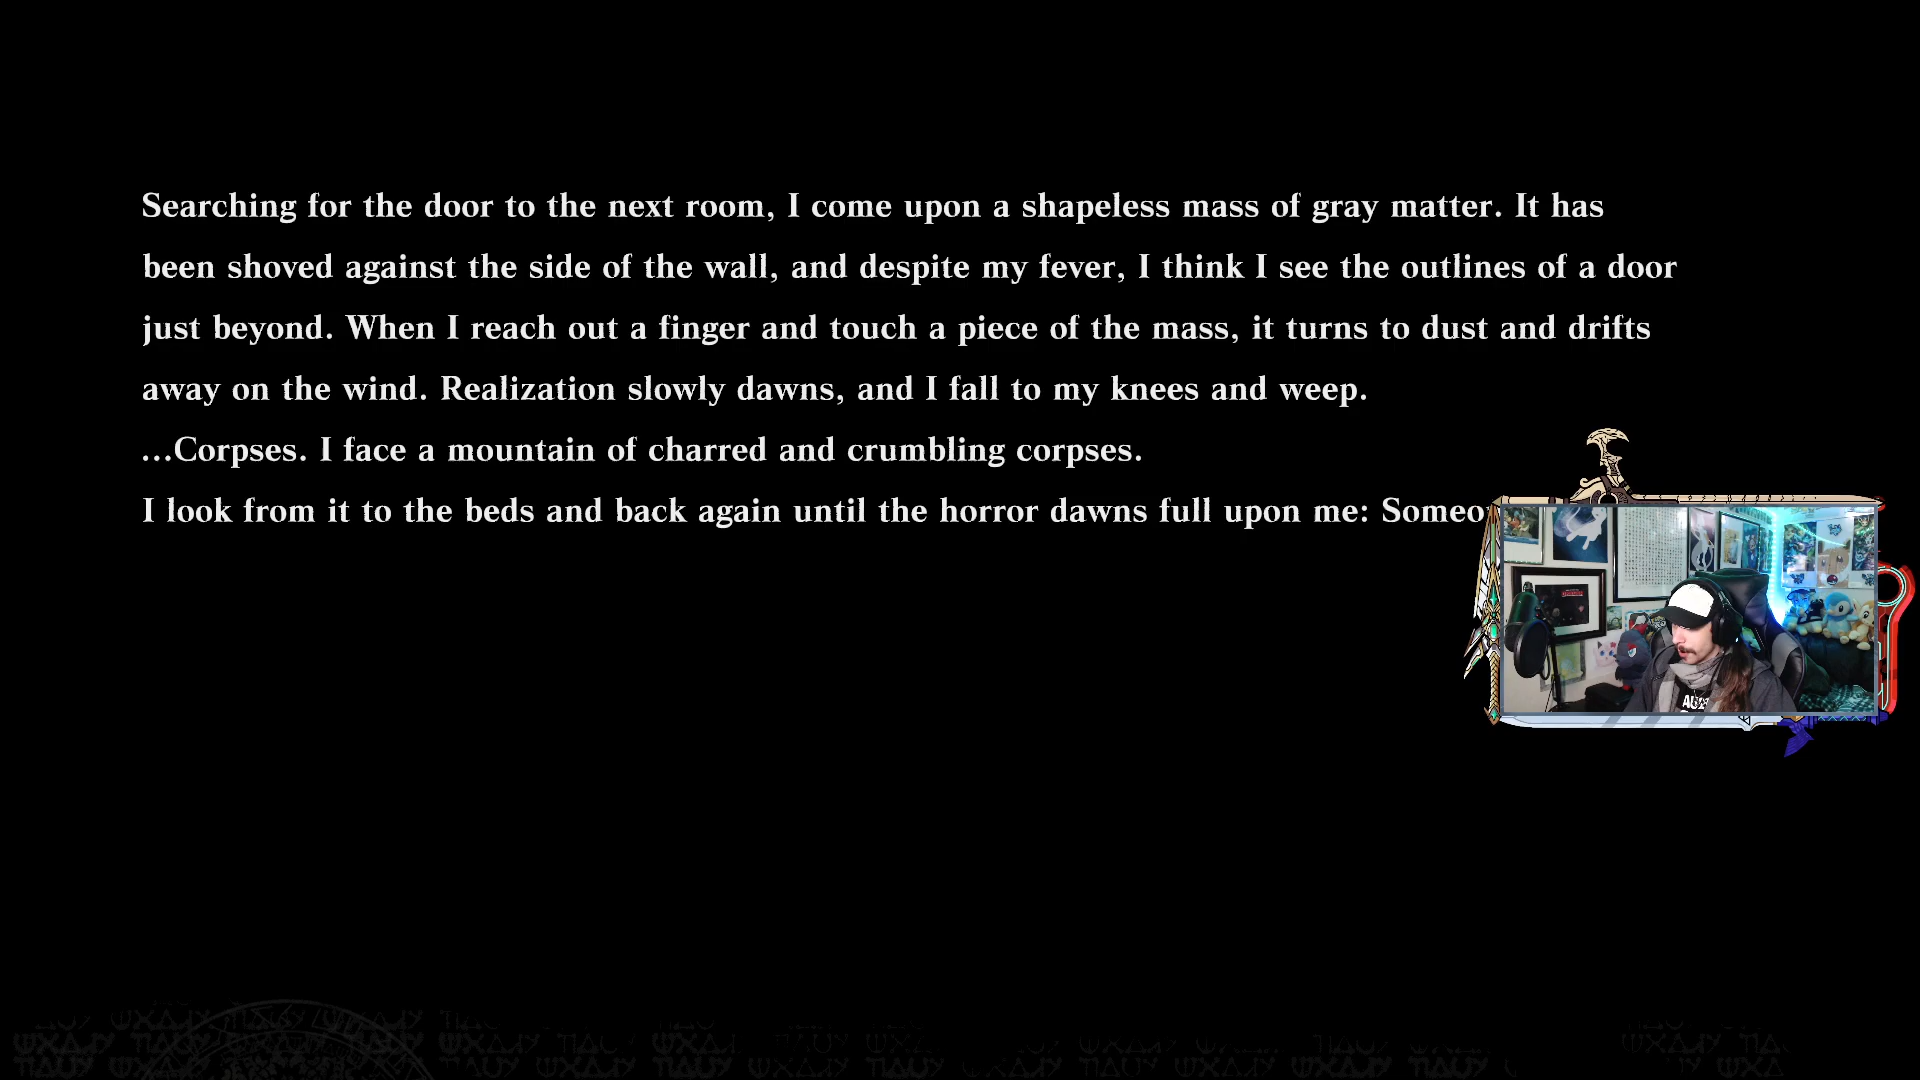 Searching for the door to the next room, I come upon a shapeless mass of gray matter. It has
been shoved against the side of the wall, and despite my fever, I think I see the outlines of a door
just beyond. When I reach out a finger and touch a piece of the mass, it turns to dust and drifts
away on the wind. Realization slowly dawns, and I fall to my knees and weep.
...Corpses. I face a mountain of charred and crumbling corpses.
I look from it to the beds and back again until the horror dawns full upon me: